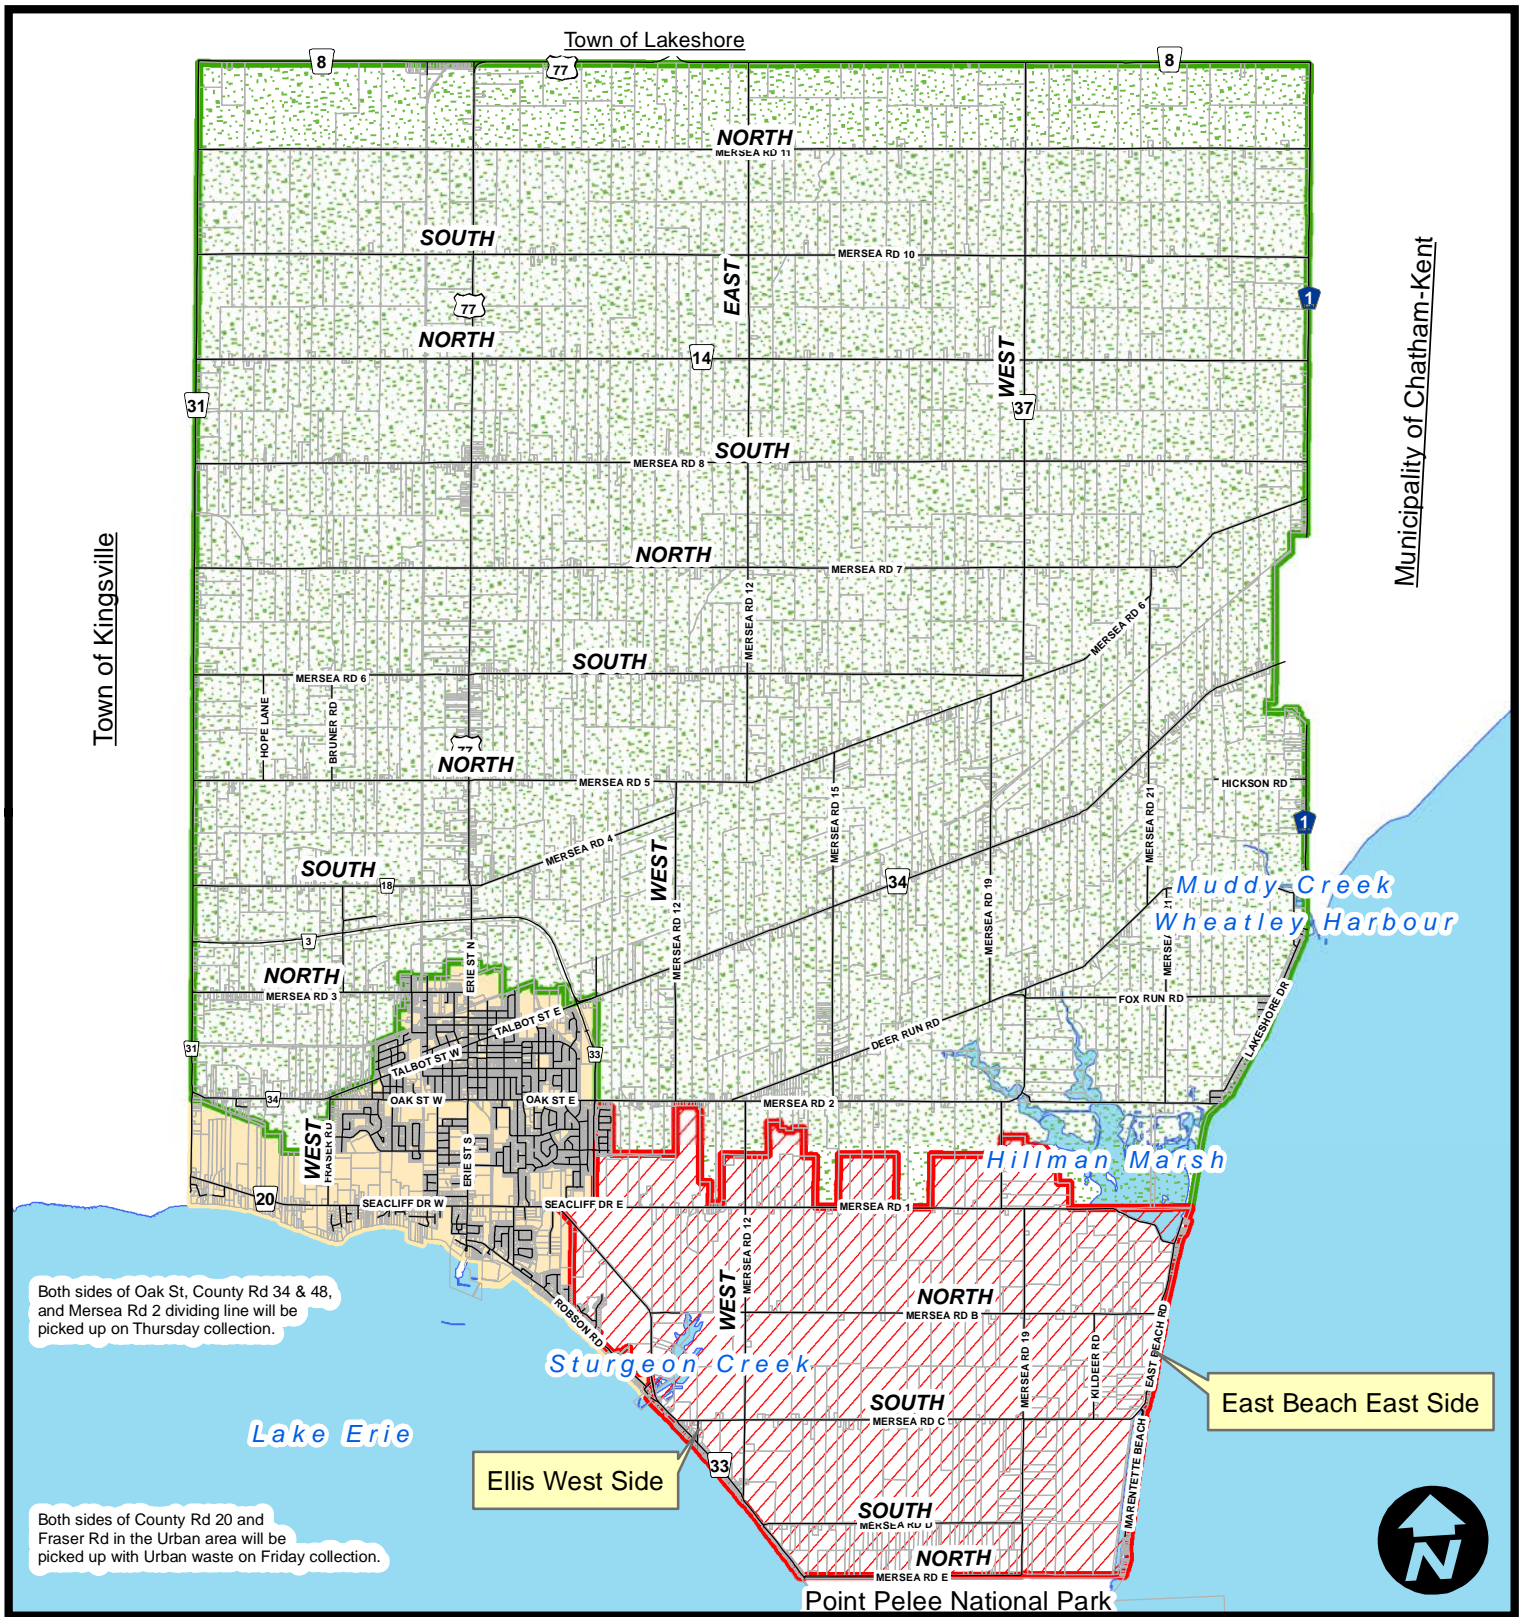 Town of Lakeshore
8
77
8
NORTH
MERSEA RD 11
SOUTH
MERSEA RD 10
EAST
77
1
NORTH
14
WEST
37
31
Municipality of Chatham-Kent
SOUTH
MERSEA RD 8
NORTH
MERSEA RD 7
Town of Kingsville
MERSEA RD 12
MERSEA RD 6
SOUTH
MERSEA RD 6
HOPE LANE
BRUNER RD
77
NORTH
MERSEA RD 5
HICKSON RD
MERSEA RD 15
MERSEA RD 21
1
MERSEA RD 4
WEST
SOUTH
18
34
Muddy Creek
Wheatley Harbour
MERSEA RD 12
MERSEA RD 19
3
ERIE ST N
NORTH
MERSEA RD 3
FOX RUN RD
LAKESHORE DR
TALBOT ST E
DEER RUN RD
31
33
TALBOT ST W
34
OAK ST W
OAK ST E
MERSEA RD 2
WEST
FRASER RD
ERIE ST S
Hillman Marsh
20
SEACLIFF DR W
SEACLIFF DR E
MERSEA RD 1
MERSEA RD 12
WEST
Both sides of Oak St, County Rd 34 & 48,
and Mersea Rd 2 dividing line will be
picked up on Thursday collection.
NORTH
MERSEA RD B
ROBSON RD
MERSEA RD 19
KILDEER RD
EAST BEACH RD
Sturgeon Creek
East Beach East Side
SOUTH
MERSEA RD C
Lake Erie
Ellis West Side
33
MARENTETTE BEACH
SOUTH
MERSEA RD D
Both sides of County Rd 20 and
Fraser Rd in the Urban area will be
picked up with Urban waste on Friday collection.
NORTH
MERSEA RD E
N
Point Pelee National Park